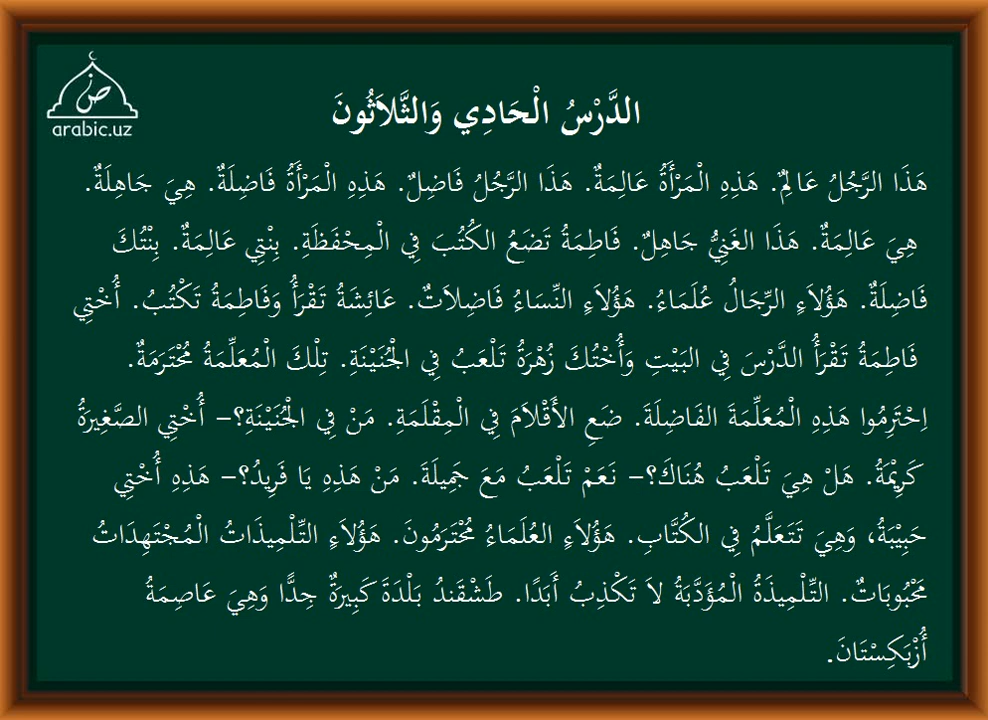 ض
arabic.uz
الدَّرْسُ الْحَادِي وَالثَّلاَثُونَ
هَذَا الرَّجُلُ عَالِمٌ. هَذِهِ الْمَرْأَةُ عَالِمَةٌ. هَذَا الرَّجُلُ فَاضِلٌ. هَذِهِ الْمَرْأَةُ فَاضِلَةٌ. هِيَ جَاهِلَةٌ.
هِيَ عَالِمَةٌ. هَذَا الغَنِيُّ جَاهِلٌ. فَاطِمَةُ تَضَعُ الكُتُبَ فِي الْمِحْفَظَةِ. بِنْتِي عَالِمَةٌ. بِنْتُكَ
فَاضِلَةٌ. هَؤُلاَءِ الرِّجَالُ عُلَمَاءُ. هَؤُلاَءِ النِّسَاءُ فَاضِلاَتٌ. عَائِشَةُ تَقْرَأُ وَفَاطِمَةُ تَكْتُبُ. أُخْتِي
فَاطِمَةُ تَقْرَأُ الدَّرْسَ فِي البَيْتِ وَأُخْتُكَ زُهْرَةُ تَلْعَبُ فِي الْجُنَيْنَةِ. تِلْكَ الْمُعَلِّمَةُ مُحْتَرَمَةٌ.
اِحْتَرِمُوا هَذِهِ الْمُعَلِّمَةَ الفَاضِلَةَ. ضَعِ الأَقْلاَمَ فِي الْمِقْلَمَةِ. مَنْ فِي الْجُنَيْنَةِ؟– أُخْتِي الصَّغِيرَةُ
كَرِيْمَةُ. هَلْ هِيَ تَلْعَبُ هُنَاكَ؟– نَعَمْ تَلْعَبُ مَعَ جَمِيلَةَ. مَنْ هَذِهِ يَا فَرِيدُ؟– هَذِهِ أُخْتِي
حَبِيْبَةُ، وَهِيَ تَتَعَلَّمُ فِي الكُتَّابِ. هَؤُلاَءِ العُلَمَاءُ مُحْتَرَمُونَ. هَؤُلاَءِ التِّلْمِيذَاتُ الْمُجْتَهِدَاتُ
مَحْبُوبَاتٌ. التِّلْمِيذَةُ الْمُؤَدَّبَةُ لاَ تَكْذِبُ أَبَدًا. طَشْقَندُ بَلْدَةَ كَبِيرَةٌ جِدًّا وَهِيَ عَاصِمَةُ
أُزْبَكِسْتَانَ.